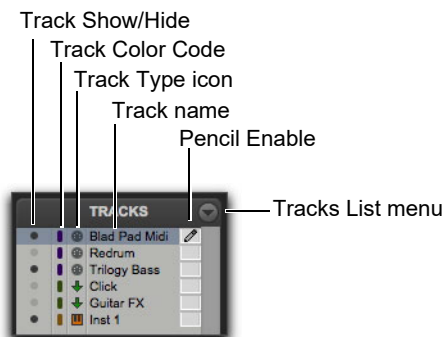 Track Show/Hide
Track Color Code
Track Type icon
Track name
Pencil Enable
Tracks List menu
TRACKS
Blad Pad Midi
Redrum
Trilogy Bass
Click
Guitar FX
Inst 1